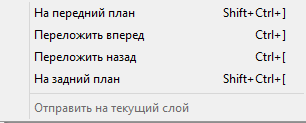 На передний план Shift+Ctrl+]
Переложить вперед Ctrl+]
Переложить назад Ctrl+[
На задний план Shift+Ctrl+[
Отправить на текущий слой